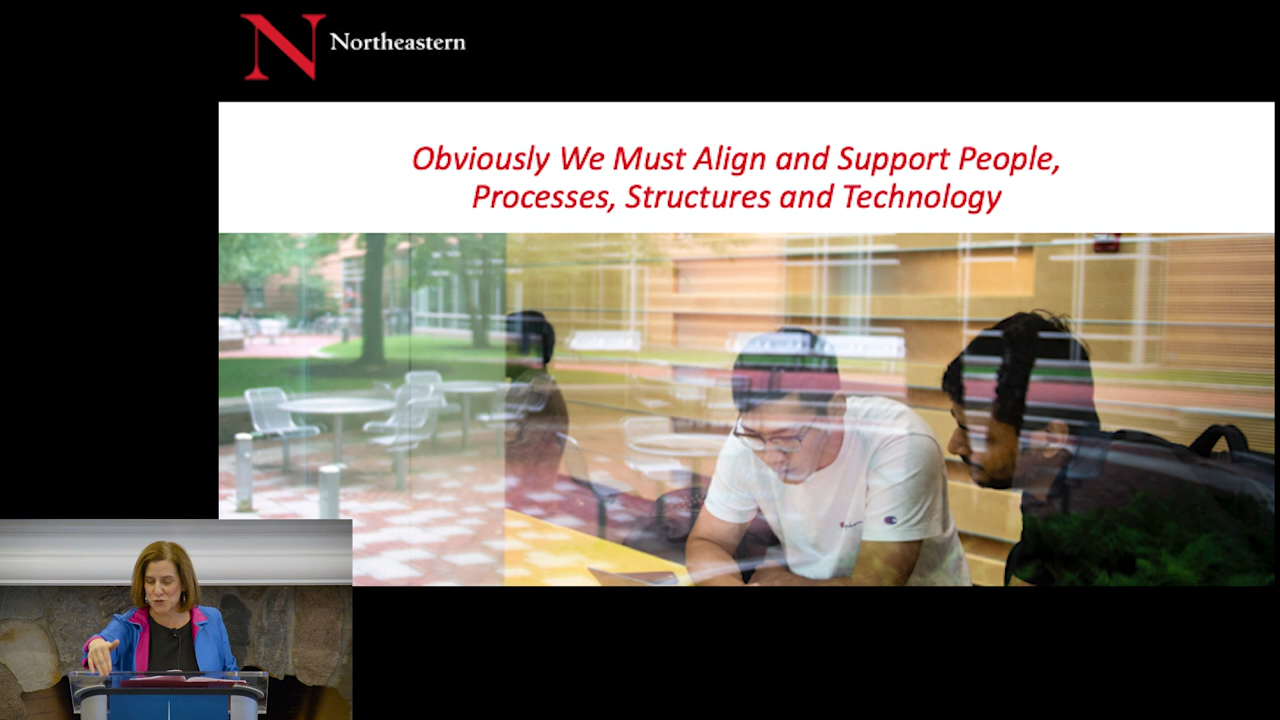 N Northeastern
Obviously We Must Align and Support People,
Processes, Structures and Technology